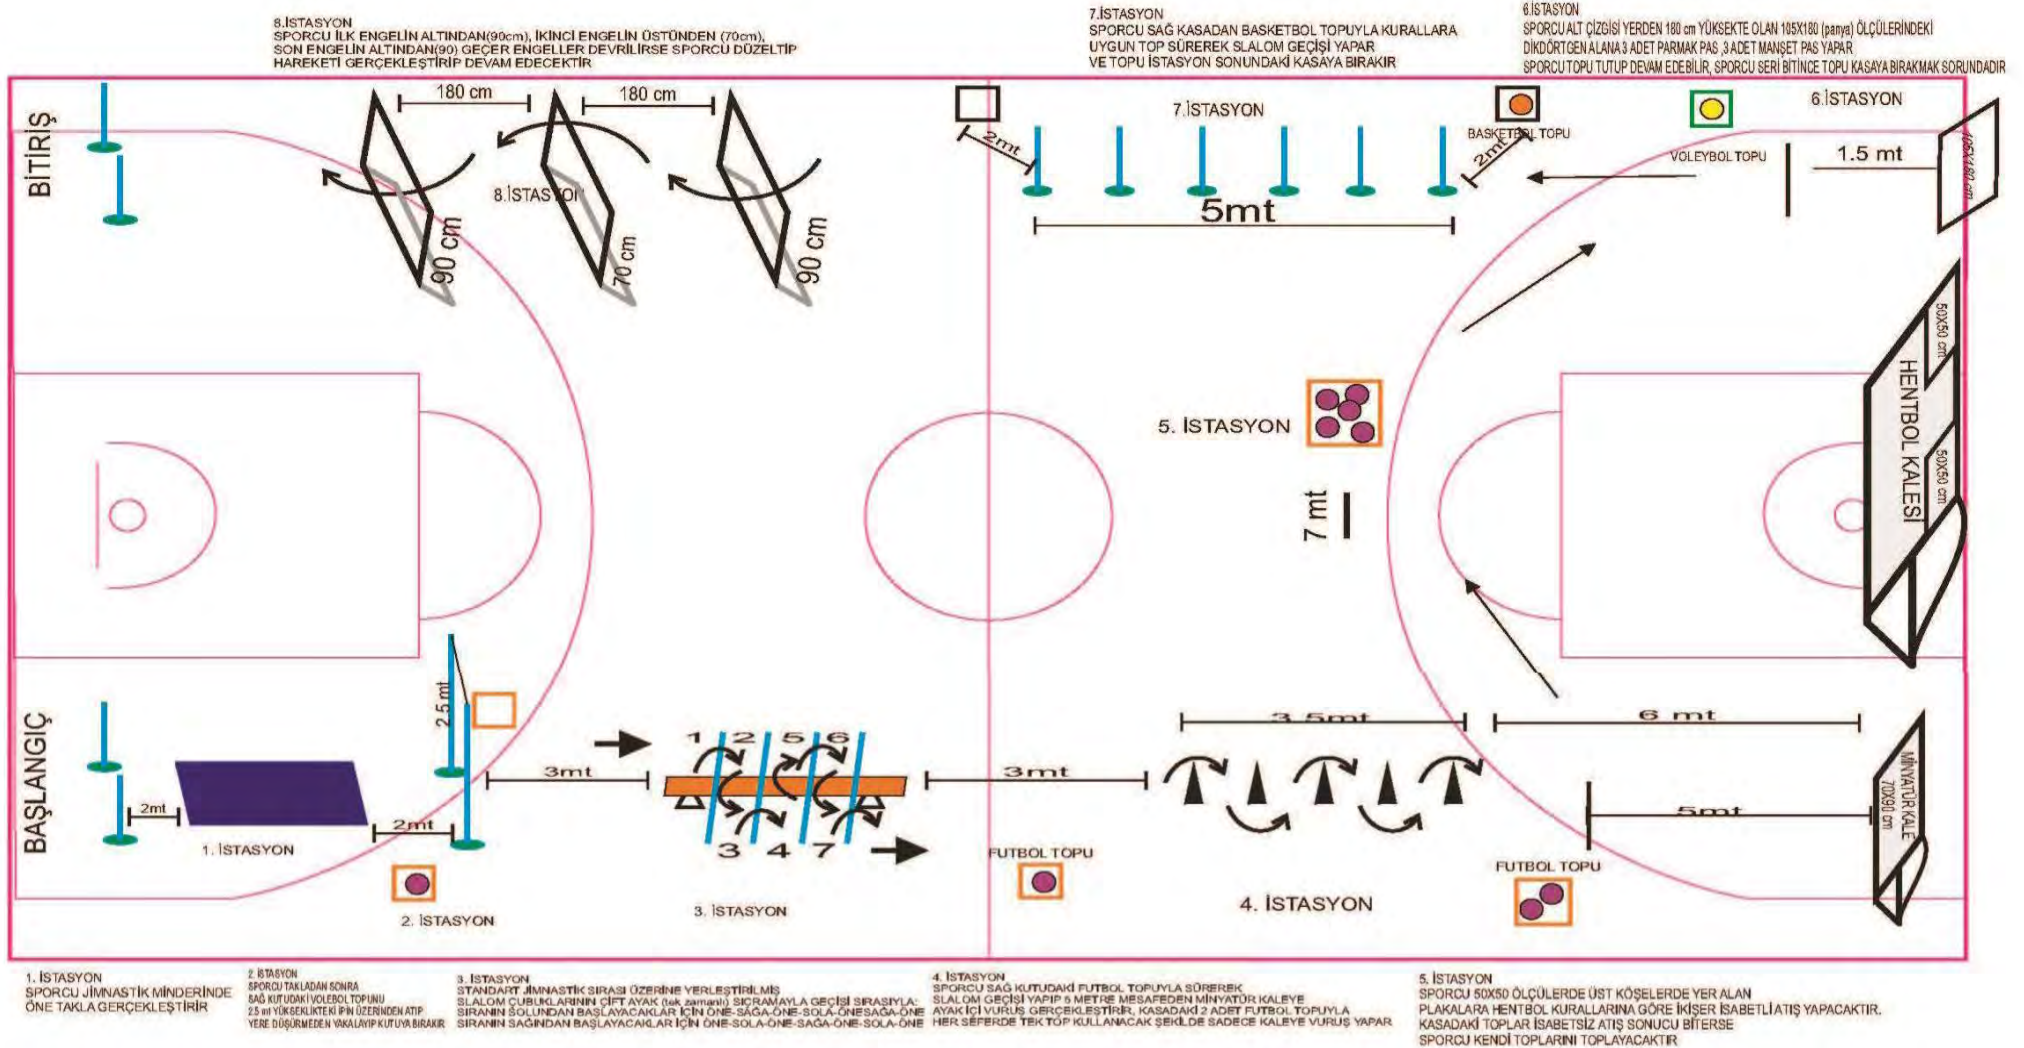 8.İSTASYON
SPORCU İLK ENGELİN ALTINDAN(90cm), İKİNCİ ENGELİN ÜSTÜNDEN (70cm),
SON ENGELİN ALTINDAN(90) GEÇER ENGELLER DEVRİLİRSE SPORCU DÜZELTİP
HAREKETİ GERÇEKLEŞTİRİP DEVAM EDECEKTİR
7.İSTASYON
SPORCU SAĞ KASADAN BASKETBOL TOPUYLA KURALLARA
UYGUN TOP SÜREREK SLALOM GEÇİŞİ YAPAR
VE TOPU İSTASYON SONUNDAKİ KASAYA BIRAKIR
6.İSTASYON
SPORCU ALT ÇİZGİSİ YERDEN 180 cm YÜKSEKTE OLAN 105X180 (panya) ÖLÇÜLERİNDEKİ
DİKDÖRTGEN ALANA 3 ADET PARMAK PAS ,3 ADET MANŞET PAS YAPAR
SPORCU TOPU TUTUP DEVAM EDEBİLİR, SPORCU SERİ BİTİNCE TOPU KASAYA BIRAKMAK SORUNDADIR
BİTİRİŞ
180 cm
180 cm
8.İSTASYON
90 cm
70 cm
90 cm
2mt
7.İSTASYON
BASKETBOL TOPU
2mt
5mt
6.İSTASYON
VOLEYBOL TOPU
1.5 mt
105X180 cm
50X50 cm
50X50 cm
HENTBOL KALESİ
5. İSTASYON
7 mt
BAŞLANGIÇ
2mt
1. İSTASYON
2mt
2.5 mt
2. İSTASYON
3mt
1 2 5 6
3 4 7
3. İSTASYON
3mt
FUTBOL TOPU
3,5mt
4. İSTASYON
6 mt
5mt
FUTBOL TOPU
MİNYATÜR KALE
70X90 cm
1. İSTASYON
SPORCU JİMNASTİK MİNDERİNDE
ÖNE TAKLA GERÇEKLEŞTİRİR
2. İSTASYON
SPORCU TAKLADAN SONRA
SAĞ KUTUDAKİ VOLEBOL TOPUNU
2.5 mt YÜKSEKLİKTEKİ İPİN ÜZERİNDEN ATIP
YERE DÜŞÜRMEDEN YAKALAYIP KUTUYA BIRAKIR
3. İSTASYON
STANDART JİMNASTİK SIRASI ÜZERİNE YERLEŞTİRİLMİŞ
SLALOM ÇUBUKLARININ ÇİFT AYAK (tek zamanlı) SIÇRAMAYLA GEÇİŞİ SIRASIYLA:
SIRANIN SOLUNDAN BAŞLAYACAKLAR İÇİN ÖNE-SAĞA-ÖNE-SOLA-ÖNESAĞA-ÖNE
SIRANIN SAĞINDAN BAŞLAYACAKLAR İÇİN ÖNE-SOLA-ÖNE-SAĞA-ÖNE-SOLA-ÖNE
4. İSTASYON
SPORCU SAĞ KUTUDAKİ FUTBOL TOPUYLA SÜREREK
SLALOM GEÇİŞİ YAPIP 5 METRE MESAFEDEN MİNYATÜR KALEYE
AYAK İÇİ VURUŞ GERÇEKLEŞTİRİR, KASADAKİ 2 ADET FUTBOL TOPUYLA
HER SEFERDE TEK TOP KULLANACAK ŞEKİLDE SADECE KALEYE VURUŞ YAPAR
5. İSTASYON
SPORCU 50X50 ÖLÇÜLERDE ÜST KÖŞELERDE YER ALAN
PLAKALARA HENTBOL KURALLARINA GÖRE İKİŞER İSABETLİ ATIŞ YAPACAKTIR.
KASADAKİ TOPLAR İSABETSİZ ATIŞ SONUCU BİTERSE
SPORCU KENDİ TOPLARINI TOPLAYACAKTIR